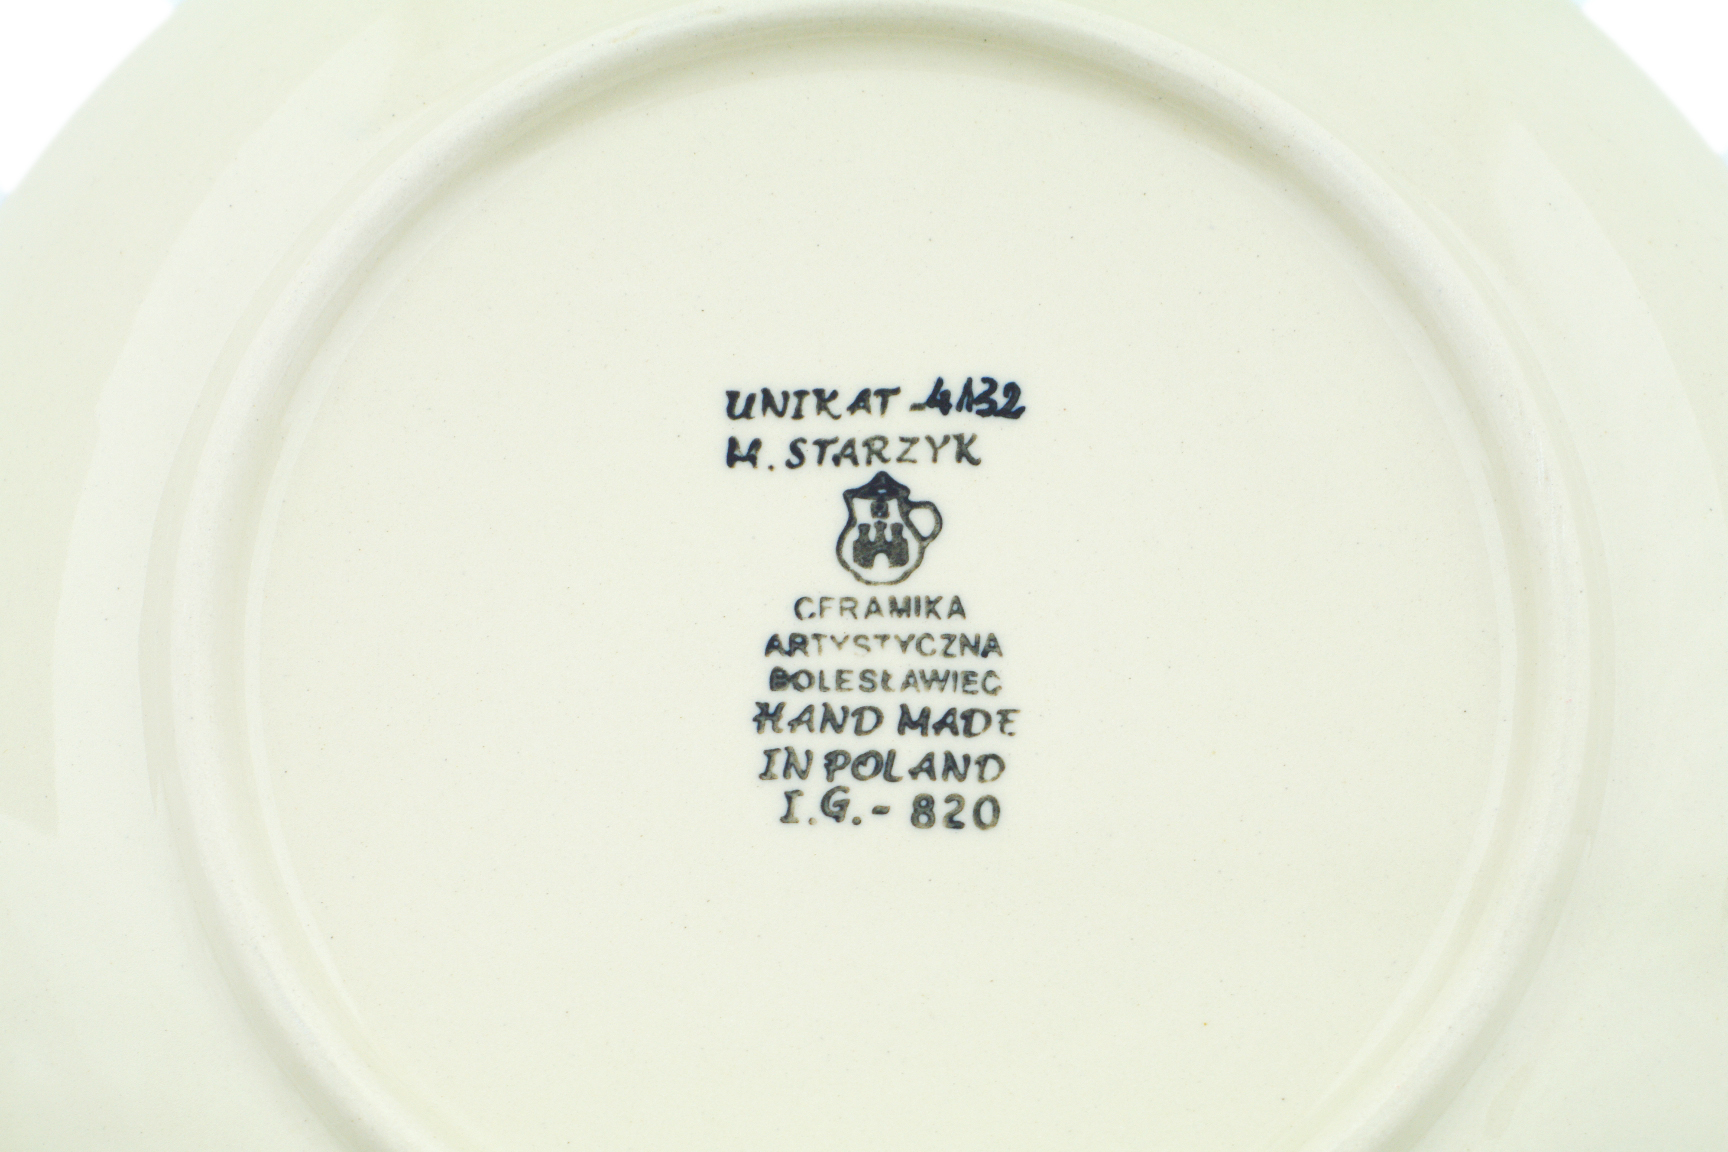 UNIKAT -4132
M. STARZYK
CERAMIKA
ARTYSTYCZNA
BOLESŁAWIEC
HAND MADE
IN POLAND
I.G.- 820